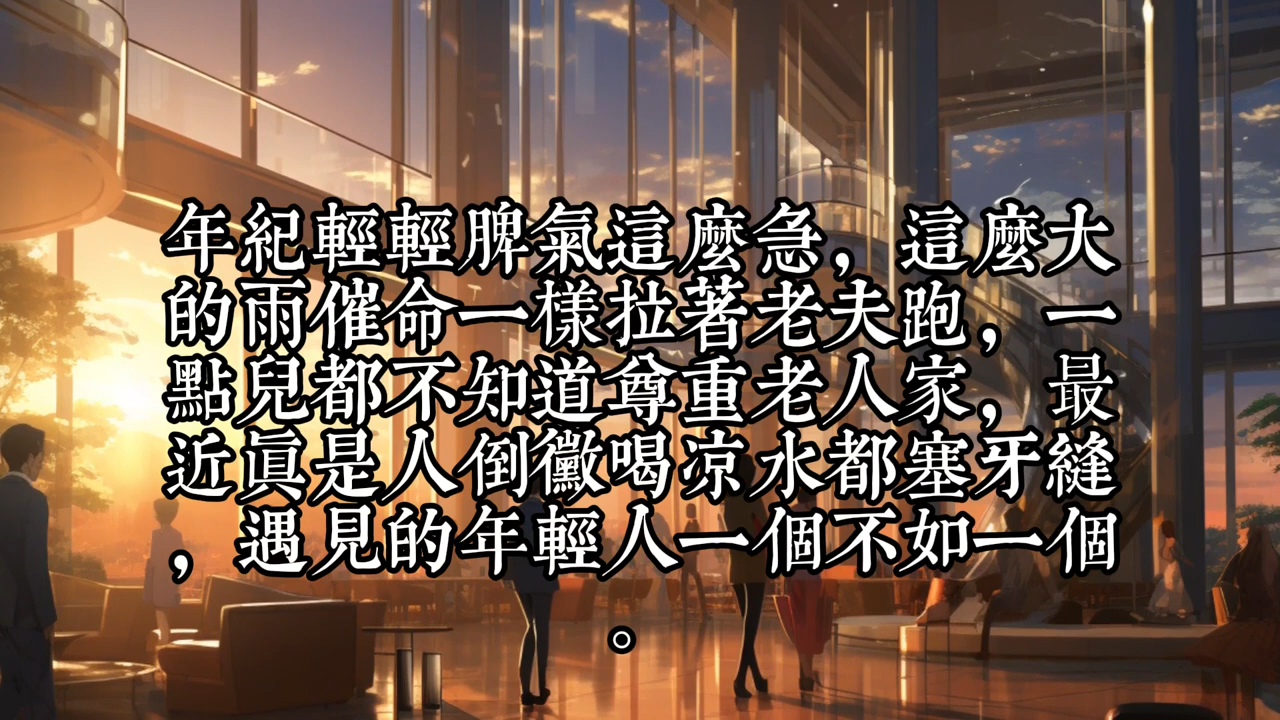 年紀輕輕脾氣這麼急，這麼大
的雨催命一樣拉著老夫跑，一
點兒都不知道尊重老人家，最
近真是人倒黴喝凉水都塞牙縫
，遇見的年輕人一個不如一個
。